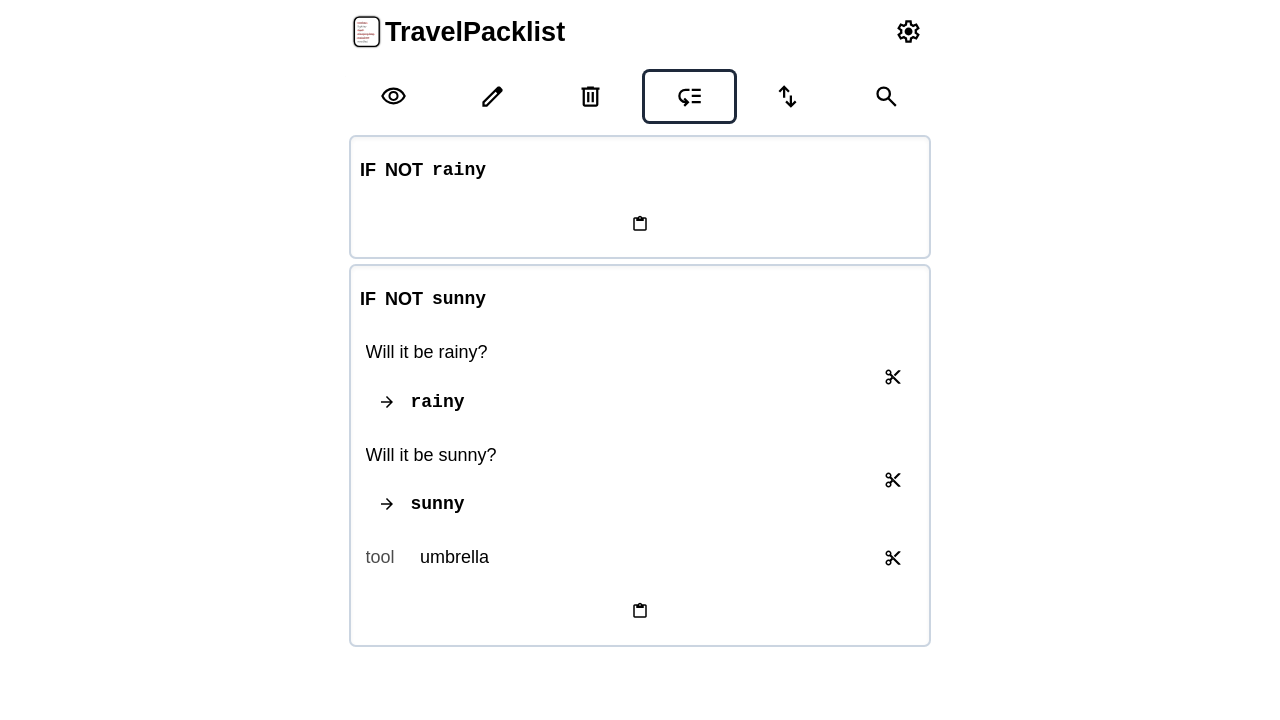 TravelPacklist
IF NOT rainy
IF NOT sunny
Will it be rainy?
→ rainy
Will it be sunny?
→ sunny
tool umbrella